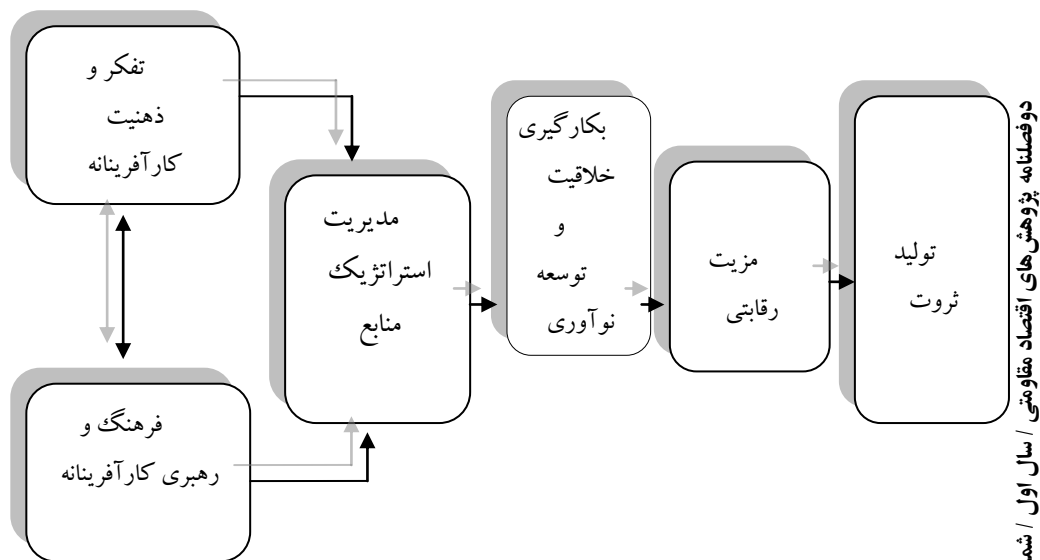 تفکر و
ذهنیت
کارآفرینانه
فرهنگ و
رهبری کارآفرینانه
مدیریت
استراتژیک
منابع
بکارگیری
خلاقیت
و
توسعه
نوآوری
مزیت
رقابتی
تولید
ثروت
دوفصلنامه پژوهش‌های اقتصاد مقاومتی / سال اول /